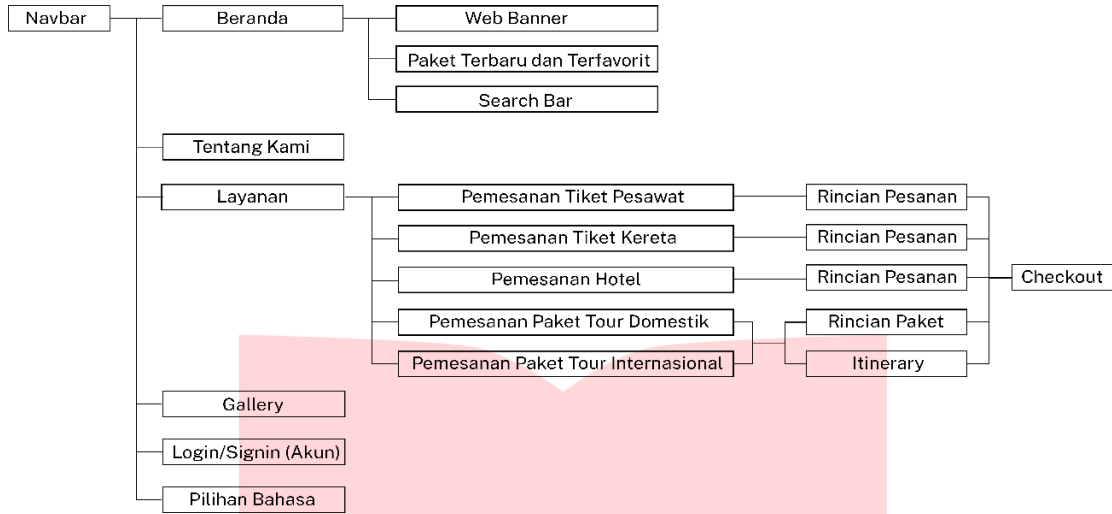 Navbar
Beranda
Web Banner
Paket Terbaru dan Terfavorit
Search Bar
Tentang Kami
Layanan
Pemesanan Tiket Pesawat
Rincian Pesanan
Pemesanan Tiket Kereta
Rincian Pesanan
Pemesanan Hotel
Rincian Pesanan
Checkout
Pemesanan Paket Tour Domestik
Rincian Paket
Pemesanan Paket Tour Internasional
Itinerary
Gallery
Login/Signin (Akun)
Pilihan Bahasa